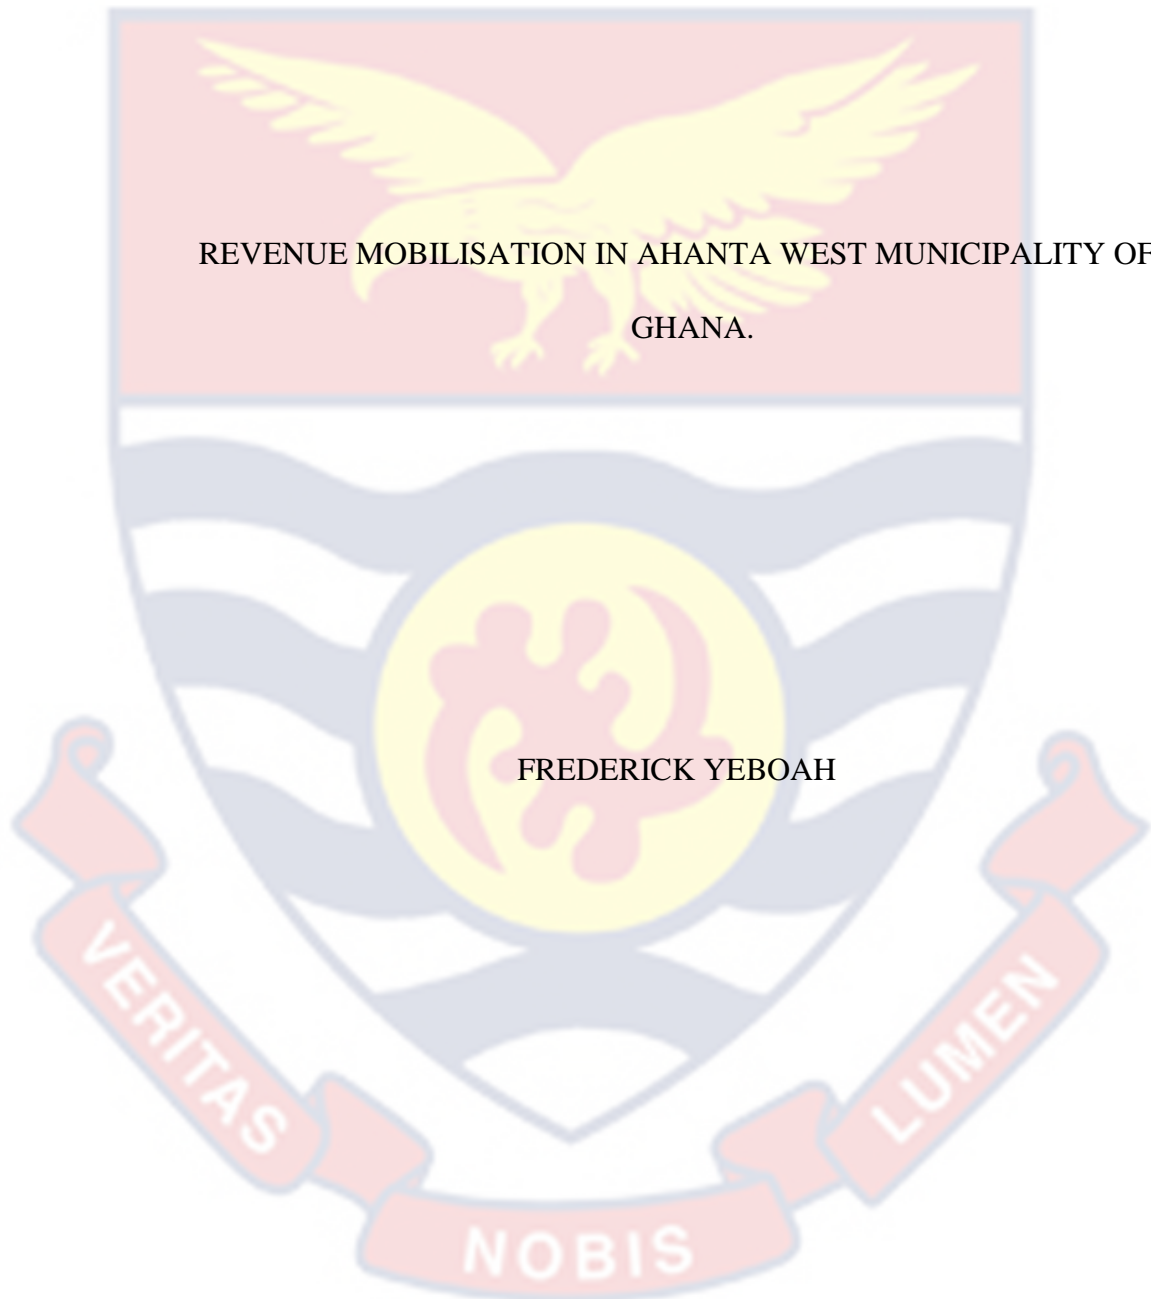 REVENUE MOBILISATION IN AHANTA WEST MUNICIPALITY OF
GHANA.
FREDERICK YEBOAH
VERITAS
NOBIS
LUMEN